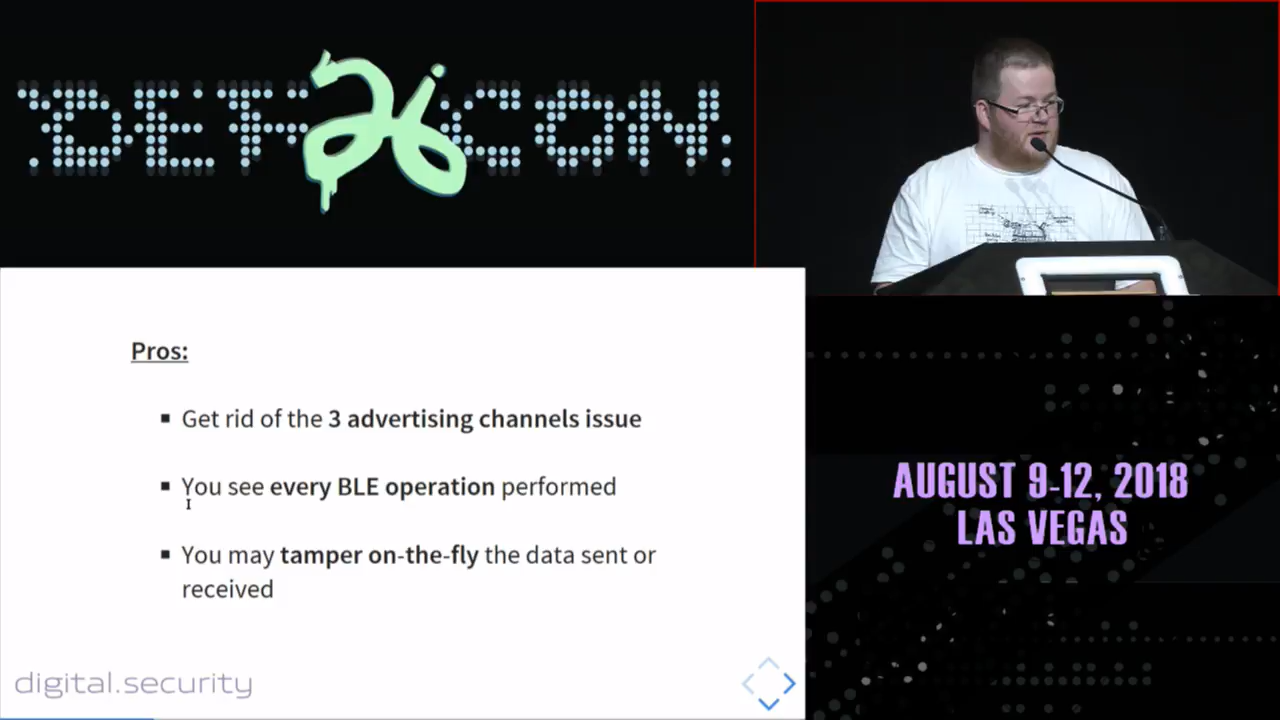 DEF 26 CON
Pros:
Get rid of the 3 advertising channels issue
You see every BLE operation performed
You may tamper on-the-fly the data sent or
received
digital.security
AUGUST 9-12, 2018
LAS VEGAS